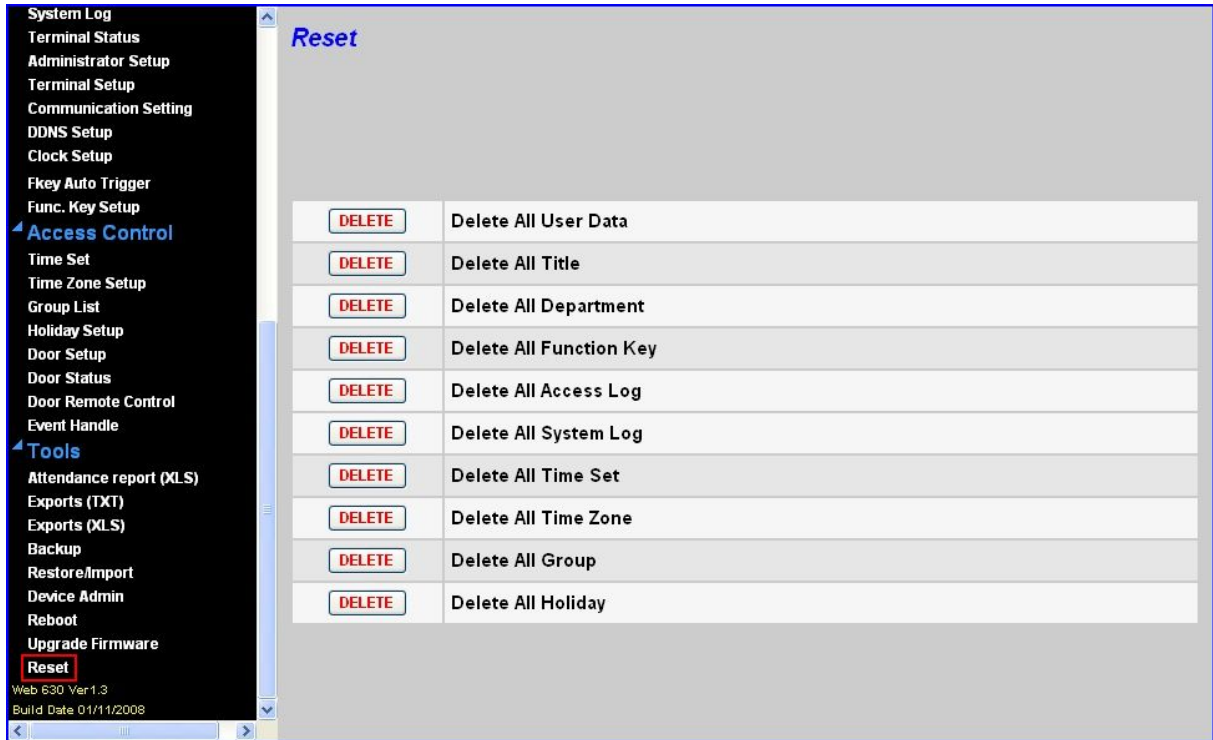 System Log
Terminal Status
Administrator Setup
Terminal Setup
Communication Setting
DDNS Setup
Clock Setup
Fkey Auto Trigger
Func. Key Setup
Access Control
Time Set
Time Zone Setup
Group List
Holiday Setup
Door Setup
Door Status
Door Remote Control
Event Handle
Tools
Attendance report (XLS)
Exports (TXT)
Exports (XLS)
Backup
Restore/Import
Device Admin
Reboot
Upgrade Firmware
Reset
Web 630 Ver1.3
Build Date 01/11/2008
Reset
DELETE Delete All User Data
DELETE Delete All Title
DELETE Delete All Department
DELETE Delete All Function Key
DELETE Delete All Access Log
DELETE Delete All System Log
DELETE Delete All Time Set
DELETE Delete All Time Zone
DELETE Delete All Group
DELETE Delete All Holiday